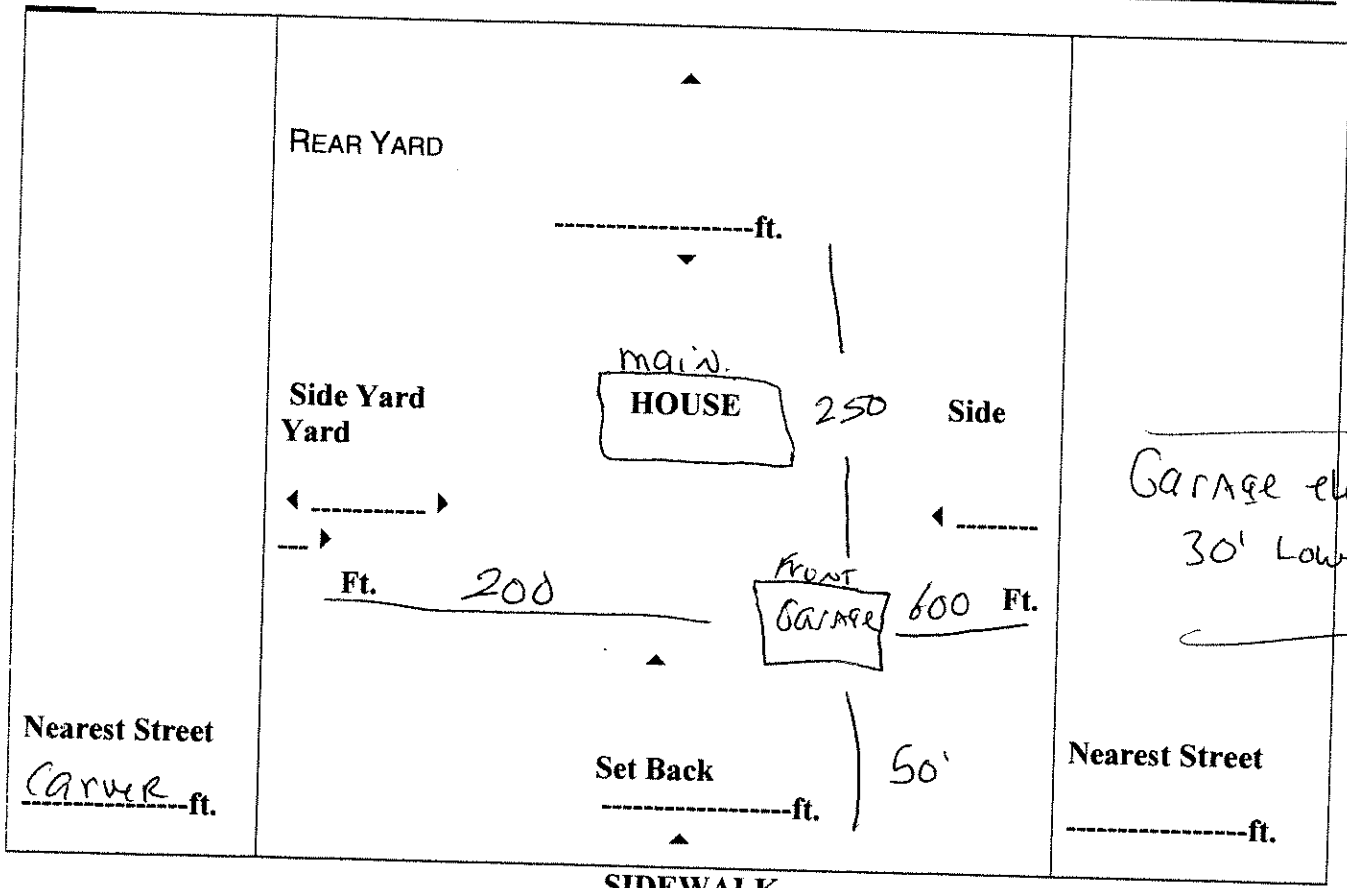 REAR YARD
------------------ft.
main.
HOUSE
250
Side Yard
Yard
Side
Garage
30'
Ft.
200
Front
Garage
600 Ft.
Nearest Street
Carver
----------------ft.
Set Back
------------------ft.
50'
Nearest Street
-----------------ft.
SIDEWALK